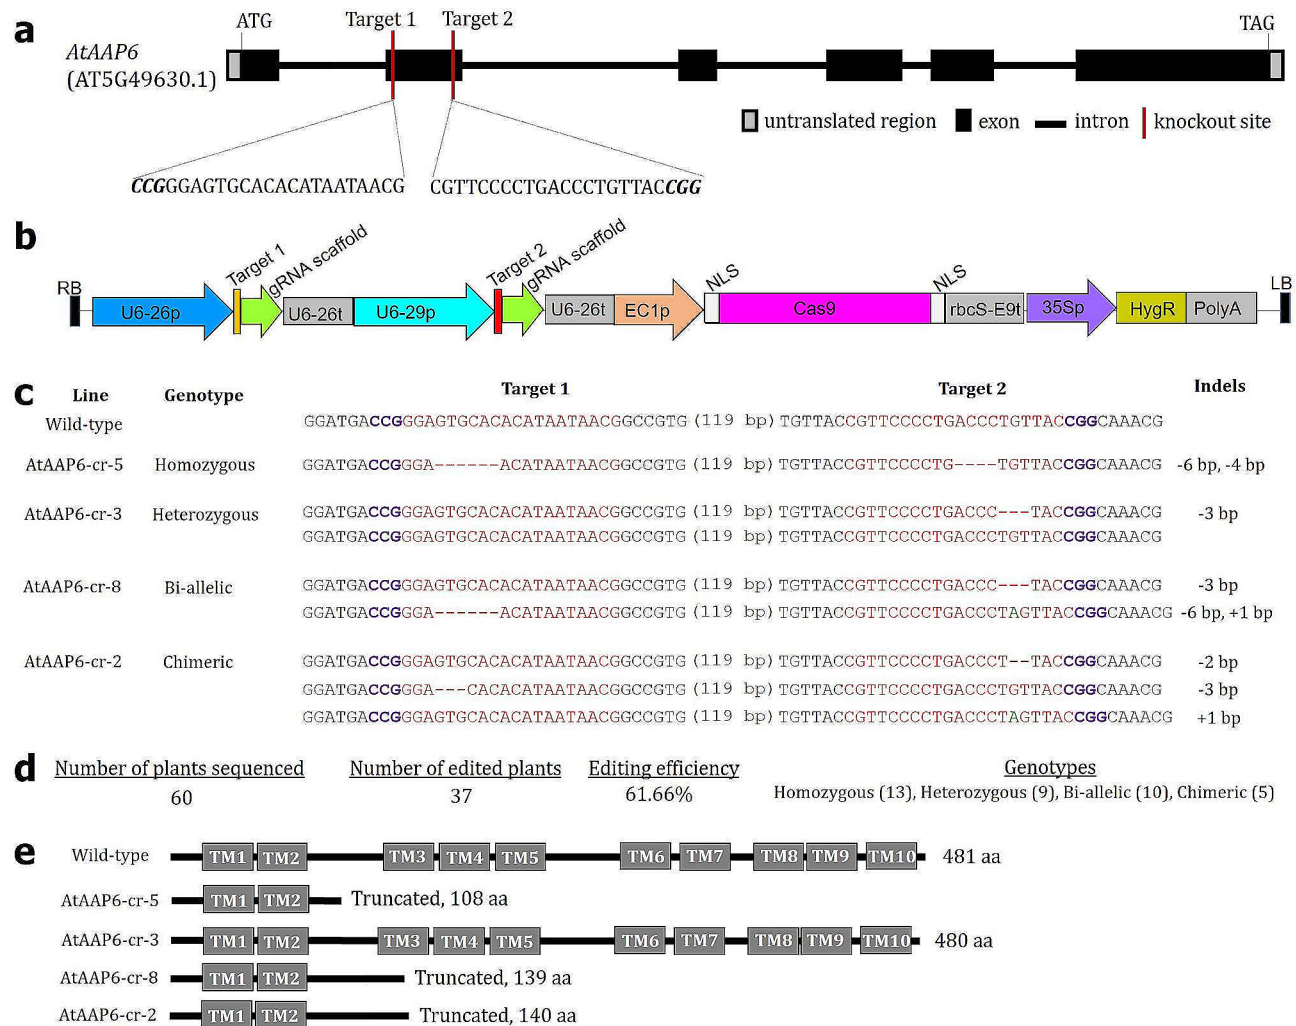 a
ATG
Target 1
Target 2
TAG
AtAAP6
(AT5G49630.1)
untranslated region
exon
intron
knockout site
CCGGGAGTGCACACATAATAACG
CGTTCCCCTGACCCTGTTACCGG
b
RB
Target 1
gRNA scaffold
Target 2
gRNA scaffold
NLS
NLS
LB
U6-26p
U6-26t
U6-29p
U6-26t
EC1p
Cas9
rbcS-E9t
35Sp
HygR
PolyA
c
Line Genotype Target 1 Target 2 Indels
Wild-type GGATGACCGGGAGTGCACACATAATAACGGCCGTG (119 bp) TGTTACCGTTCCCCTGACCCTGTTACCGGCAAACG
AtAAP6-cr-5 Homozygous GGATGACCGGGA------ACATAATAACGGCCGTG (119 bp) TGTTACCGTTCCCCTG----TGTTACCGGCAAACG -6 bp, -4 bp
AtAAP6-cr-3 Heterozygous GGATGACCGGGAGTGCACACATAATAACGGCCGTG (119 bp) TGTTACCGTTCCCCTGACCC---TACCGGCAAACG -3 bp
GGATGACCGGGAGTGCACACATAATAACGGCCGTG (119 bp) TGTTACCGTTCCCCTGACCCTGTTACCGGCAAACG
AtAAP6-cr-8 Bi-allelic GGATGACCGGGAGTGCACACATAATAACGGCCGTG (119 bp) TGTTACCGTTCCCCTGACCC---TACCGGCAAACG -3 bp
GGATGACCGGGA------ACATAATAACGGCCGTG (119 bp) TGTTACCGTTCCCCTGACCCTAGTTACCGGCAAACG -6 bp, +1 bp
AtAAP6-cr-2 Chimeric GGATGACCGGGAGTGCACACATAATAACGGCCGTG (119 bp) TGTTACCGTTCCCCTGACCCT--TACCGGCAAACG -2 bp
GGATGACCGGGA---CACACATAATAACGGCCGTG (119 bp) TGTTACCGTTCCCCTGACCCTGTTACCGGCAAACG -3 bp
GGATGACCGGGAGTGCACACATAATAACGGCCGTG (119 bp) TGTTACCGTTCCCCTGACCCTAGTTACCGGCAAACG +1 bp
d
Number of plants sequenced Number of edited plants Editing efficiency Genotypes
60 37 61.66% Homozygous (13), Heterozygous (9), Bi-allelic (10), Chimeric (5)
e
Wild-type TM1 TM2 TM3 TM4 TM5 TM6 TM7 TM8 TM9 TM10 481 aa
AtAAP6-cr-5 TM1 TM2 Truncated, 108 aa
AtAAP6-cr-3 TM1 TM2 TM3 TM4 TM5 TM6 TM7 TM8 TM9 TM10 480 aa
AtAAP6-cr-8 TM1 TM2 Truncated, 139 aa
AtAAP6-cr-2 TM1 TM2 Truncated, 140 aa